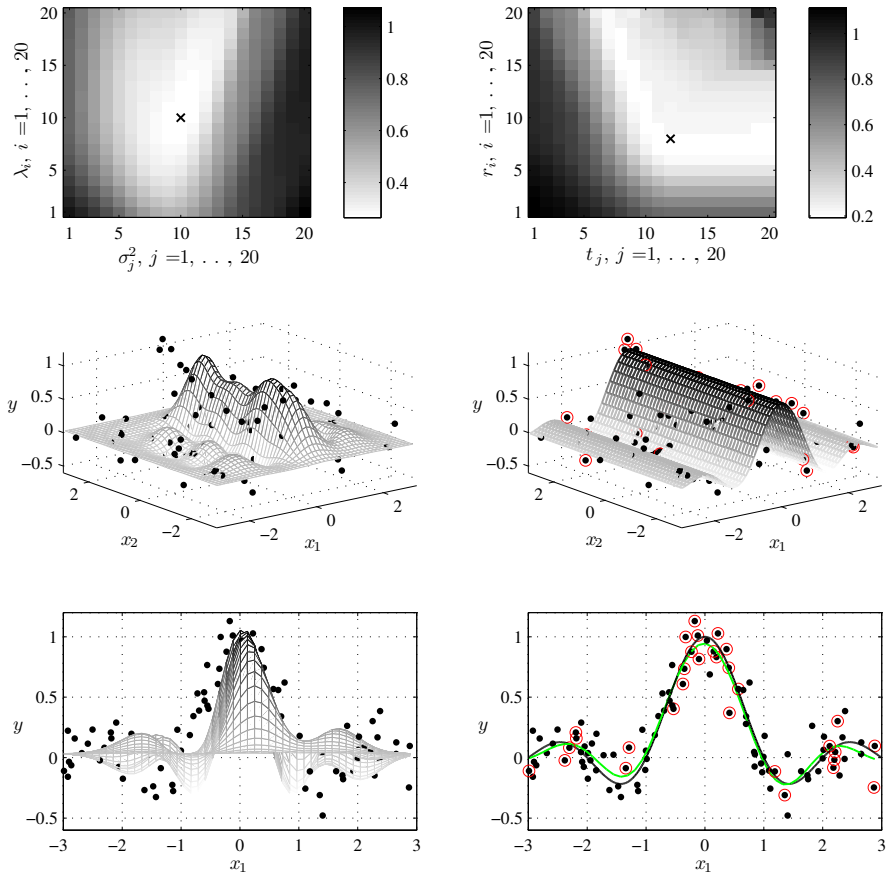 20
15
10
5
1
λ_i, i =1, . . , 20
1 5 10 15 20
σ_j^2, j =1, . . , 20
1
0.8
0.6
0.4
20
15
10
5
1
r_i, i =1, . . , 20
1 5 10 15 20
t_j, j =1, . . , 20
1
0.8
0.6
0.4
0.2
1
0.5
0
−0.5
y
2
0
−2
x_2
−2
0
2
x_1
1
0.5
0
−0.5
y
2
0
−2
x_2
−2
0
2
x_1
1
0.5
0
−0.5
y
−3 −2 −1 0 1 2 3
x_1
1
0.5
0
−0.5
y
−3 −2 −1 0 1 2 3
x_1